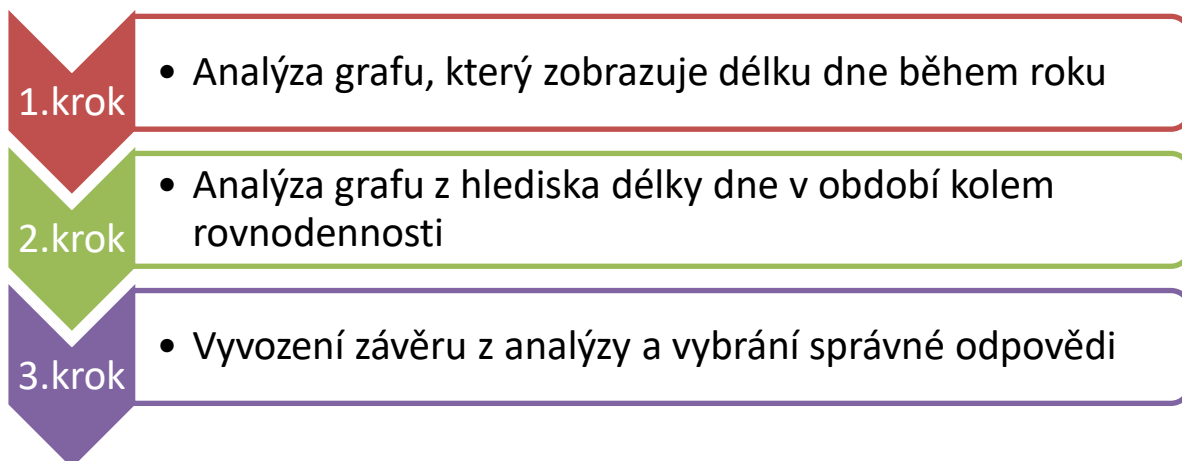 1.krok
• Analýza grafu, který zobrazuje délku dne během roku
2.krok
• Analýza grafu z hlediska délky dne v období kolem
rovnodennosti
3.krok
• Vyvození závěru z analýzy a vybrání správné odpovědi